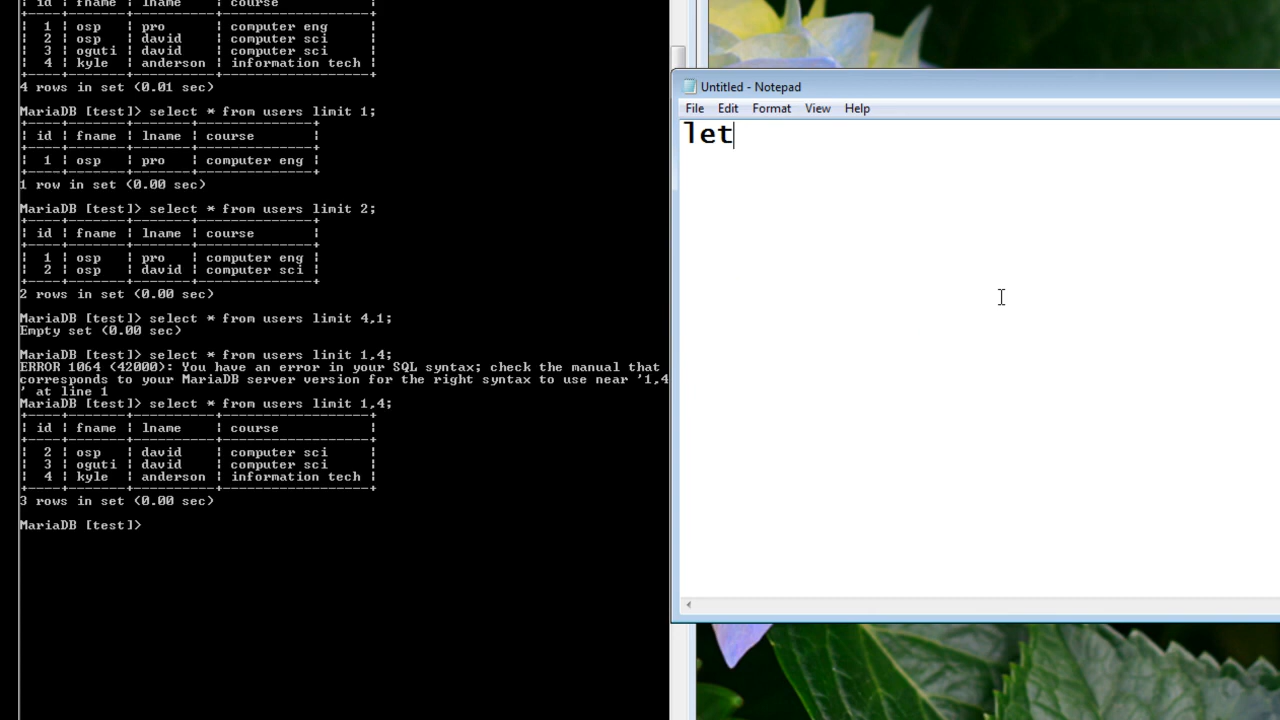 | id | fname | lname | course
| 1 | osp | pro | computer eng |
| 2 | osp | david | computer sci |
| 3 | oguti | david | computer sci |
| 4 | kyle | anderson | information tech |
4 rows in set (0.01 sec)
MariaDB [test]> select * from users limit 1;
| id | fname | lname | course |
| 1 | osp | pro | computer eng |
1 row in set (0.00 sec)
MariaDB [test]> select * from users limit 2;
| id | fname | lname | course |
| 1 | osp | pro | computer eng |
| 2 | osp | david | computer sci |
2 rows in set (0.00 sec)
MariaDB [test]> select * from users limit 4,1;
Empty set (0.00 sec)
MariaDB [test]> select * from users linit 1,4;
ERROR 1064 (42000): You have an error in your SQL syntax; check the manual that
corresponds to your MariaDB server version for the right syntax to use near '1,4
' at line 1
MariaDB [test]> select * from users limit 1,4;
| id | fname | lname | course |
| 2 | osp | david | computer sci |
| 3 | oguti | david | computer sci |
| 4 | kyle | anderson | information tech |
3 rows in set (0.00 sec)
MariaDB [test]>
Untitled - Notepad
File Edit Format View Help
let